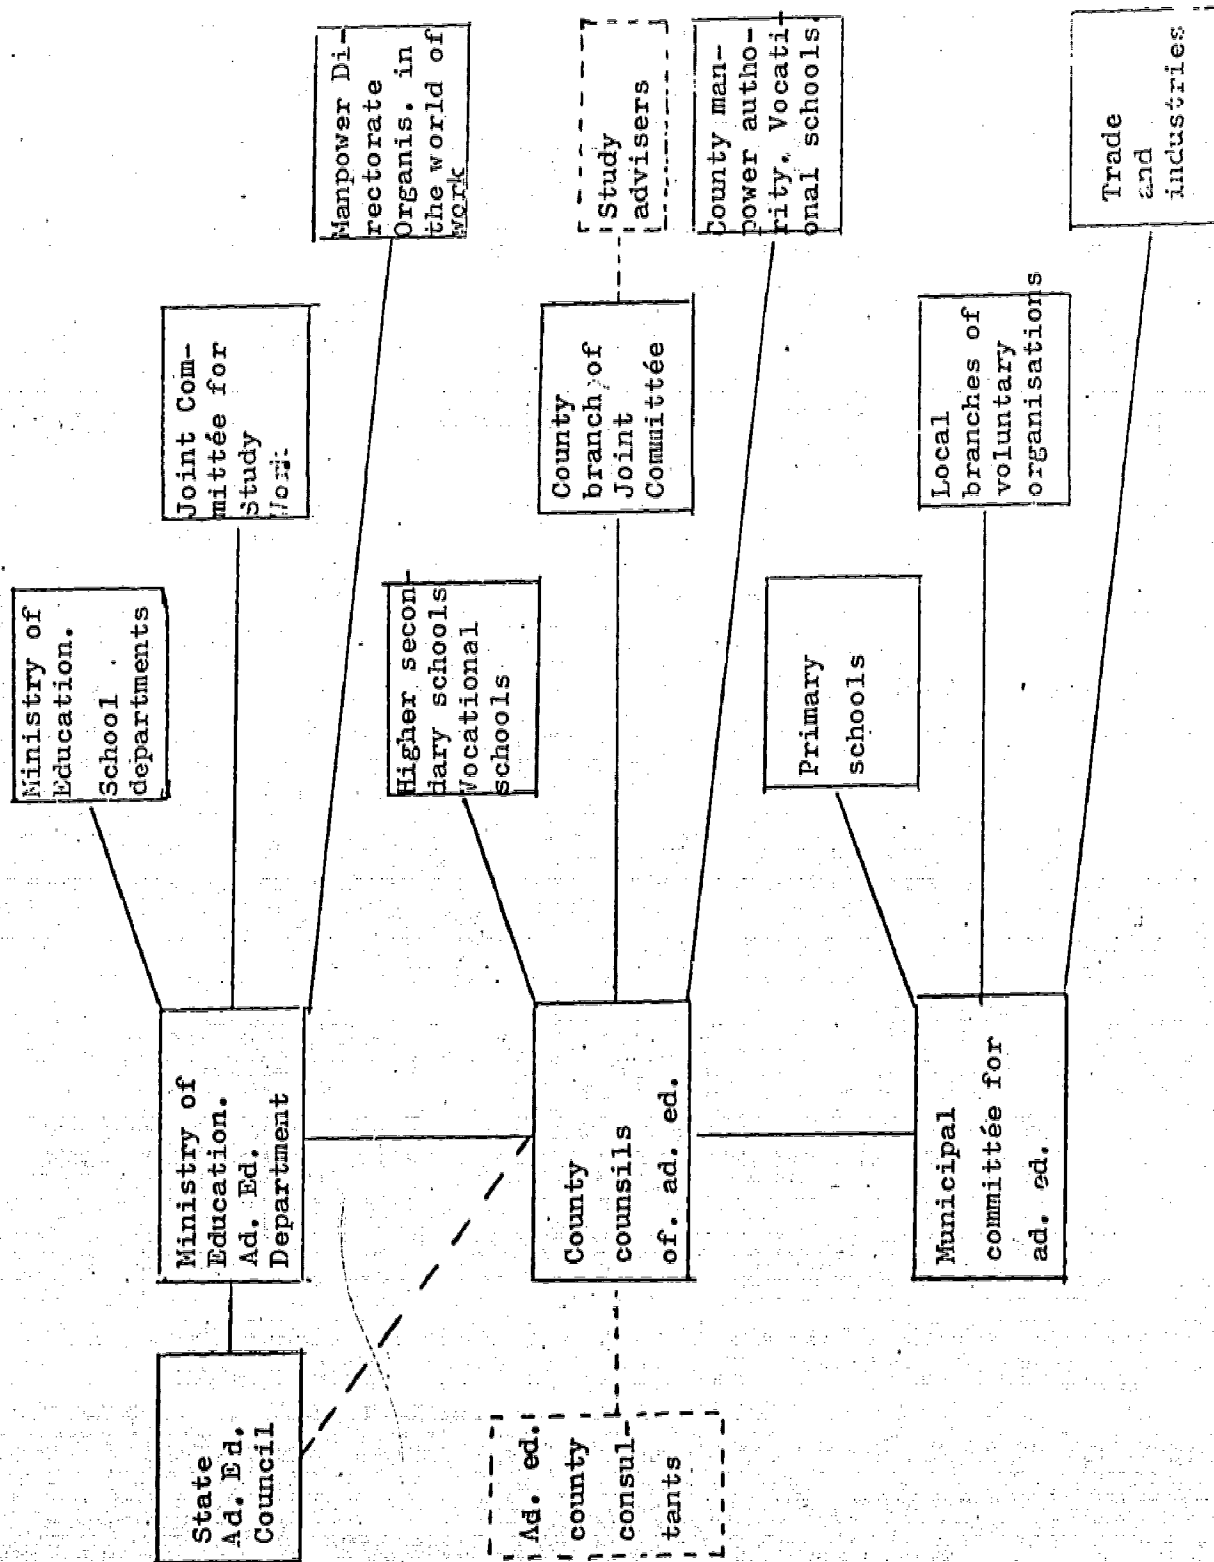 State
Ad. Ed.
Council
Ministry of
Education.
Ad. Ed.
Department
Ministry of
Education.
School
departments
Joint Com-
mittée for
study
Work
Manpower Di-
rectorate
Organis. in
the world of
work
Ad. ed.
county
consul-
tants
County
counsils
of. ad. ed.
Higher secon-
dary schools
Vocational
schools
County
branch of
Joint
Committée
Study
advisers
County man-
power autho-
rity. Vocati-
onal schools.
Municipal
committée for
ad. ed.
Primary
schools
Local
branches of
voluntary
organisations
Trade
and
industries